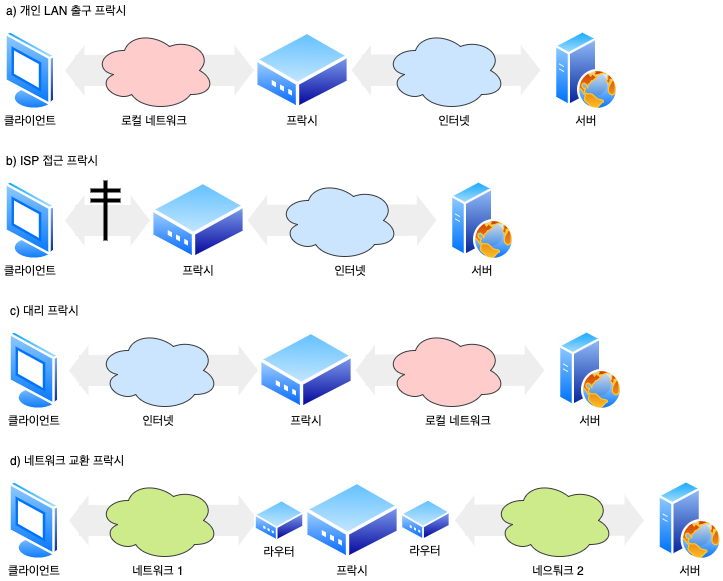 a) 개인 LAN 출구 프락시
클라이언트 로컬 네트워크 프락시 인터넷 서버
b) ISP 접근 프락시
클라이언트 프락시 인터넷 서버
c) 대리 프락시
클라이언트 인터넷 프락시 로컬 네트워크 서버
d) 네트워크 교환 프락시
클라이언트 네트워크 1 라우터 프락시 라우터 네으퉈크 2 서버